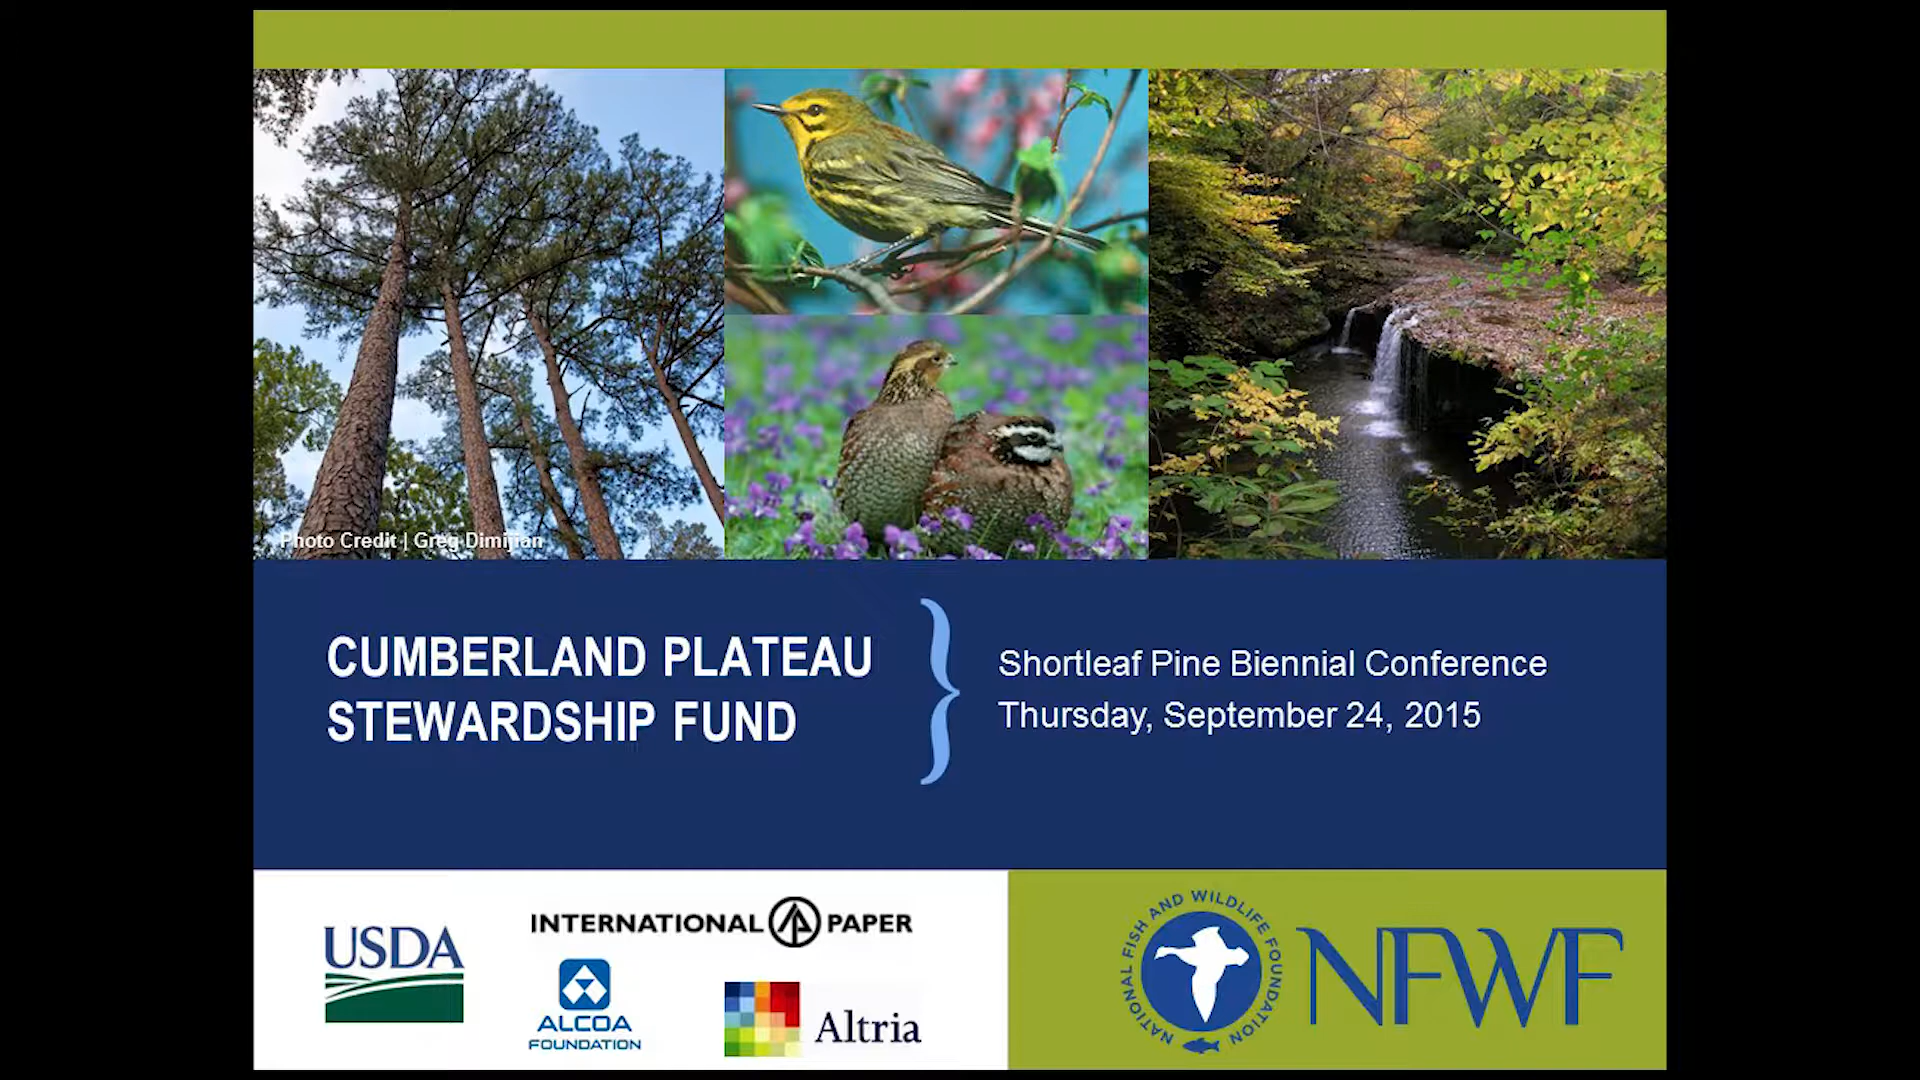 Photo Credit | Greg Dimijian
CUMBERLAND PLATEAU
STEWARDSHIP FUND
Shortleaf Pine Biennial Conference
Thursday, September 24, 2015
USDA
INTERNATIONAL PAPER
ALCOA
FOUNDATION
Altria
NATIONAL FISH AND WILDLIFE FOUNDATION
NFWF